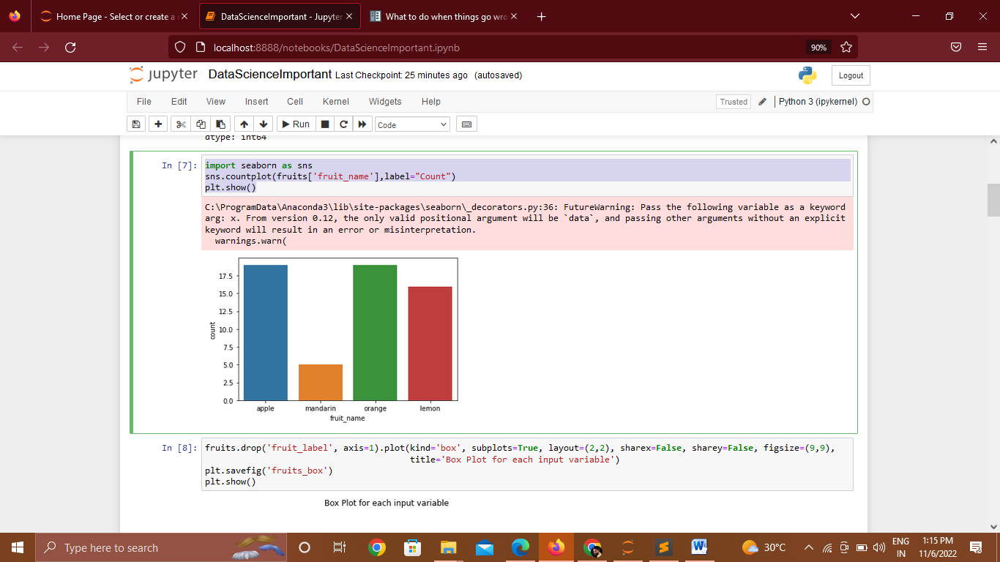 Home Page - Select or create a
DataScienceImportant - Jupyter
What to do when things go wro
localhost:8888/notebooks/DataScienceImportant.ipynb
90%
jupyter DataScienceImportant Last Checkpoint: 25 minutes ago (autosaved)
Logout
File Edit View Insert Cell Kernel Widgets Help
Trusted
Python 3 (ipykernel)
Run
Code
dtype: int64
In [7]:
import seaborn as sns
sns.countplot(fruits['fruit_name'],label="Count")
plt.show()
C:\ProgramData\Anaconda3\lib\site-packages\seaborn\_decorators.py:36: FutureWarning: Pass the following variable as a keyword
arg: x. From version 0.12, the only valid positional argument will be `data`, and passing other arguments without an explicit
keyword will result in an error or misinterpretation.
warnings.warn(
17.5
15.0
12.5
10.0
7.5
5.0
2.5
0.0
count
apple mandarin orange lemon
fruit_name
In [8]:
fruits.drop('fruit_label', axis=1).plot(kind='box', subplots=True, layout=(2,2), sharex=False, sharey=False, figsize=(9,9),
title='Box Plot for each input variable')
plt.savefig('fruits_box')
plt.show()
Box Plot for each input variable
Type here to search
30°C
ENG
IN
1:15 PM
11/6/2022